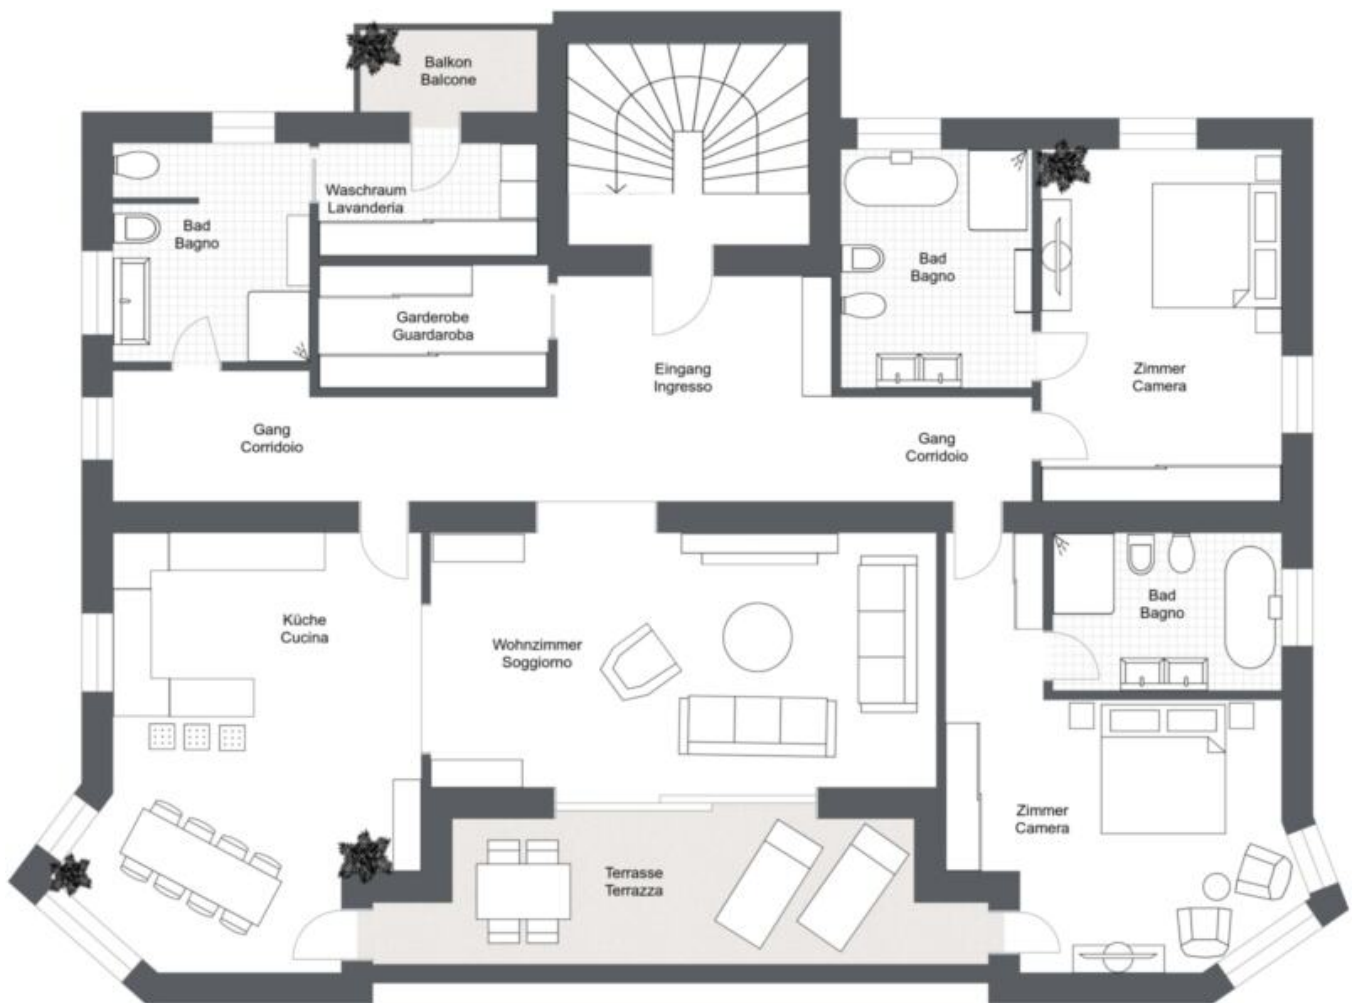 Balkon
Balcone
Waschraum
Lavanderia
Bad
Bagno
Bad
Bagno
Garderobe
Guardaroba
Eingang
Ingresso
Zimmer
Camera
Gang
Corridoio
Gang
Corridoio
Küche
Cucina
Wohnzimmer
Soggiorno
Bad
Bagno
Zimmer
Camera
Terrasse
Terrazza